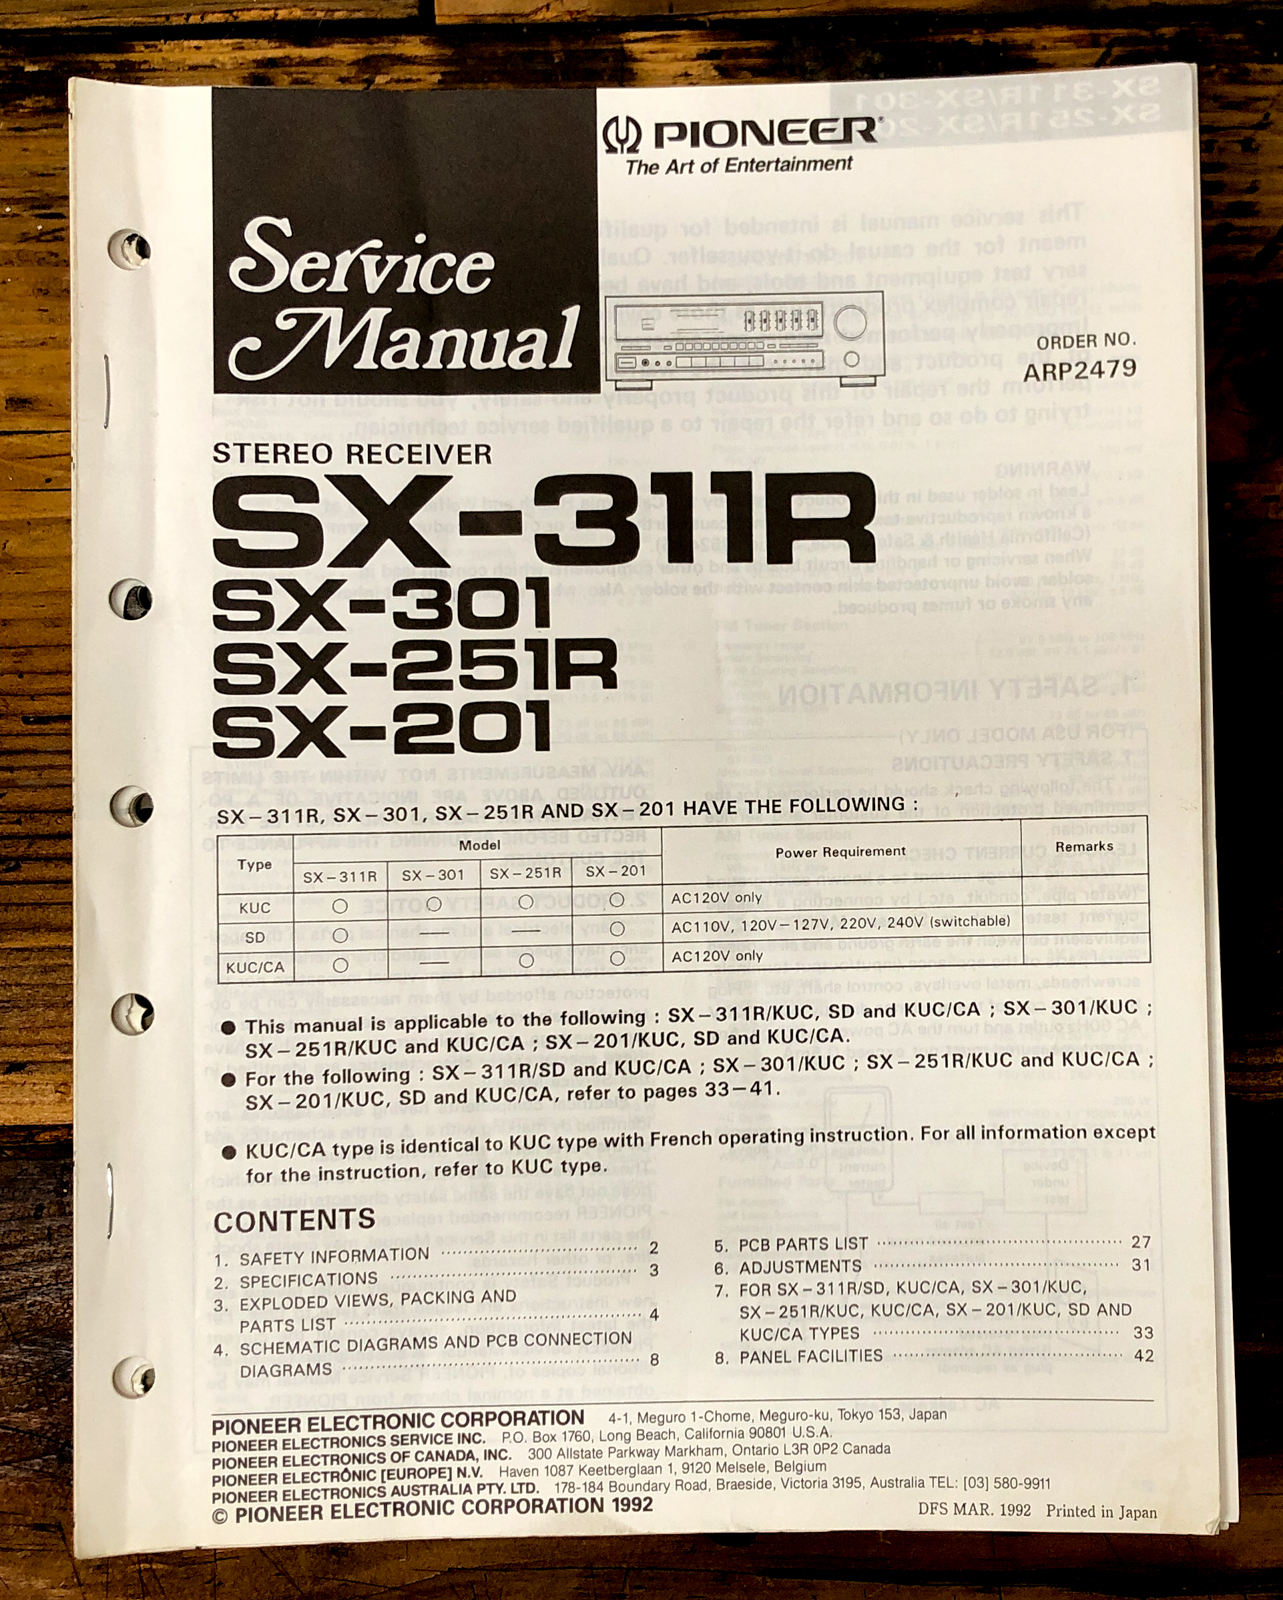 PIONEER®
The Art of Entertainment
Service
Manual
ORDER NO.
ARP2479
STEREO RECEIVER
SX-311R
SX-301
SX-251R
SX-201
SX-311R, SX-301, SX-251R AND SX-201 HAVE THE FOLLOWING :
Type Model Power Requirement Remarks
SX-311R SX-301 SX-251R SX-201
KUC ○ ○ ○ ○ AC120V only
SD ○ — — ○ AC110V, 120V-127V, 220V, 240V (switchable)
KUC/CA ○ — ○ ○ AC120V only
● This manual is applicable to the following : SX-311R/KUC, SD and KUC/CA ; SX-301/KUC ;
SX-251R/KUC and KUC/CA ; SX-201/KUC, SD and KUC/CA.
● For the following : SX-311R/SD and KUC/CA ; SX-301/KUC ; SX-251R/KUC and KUC/CA ;
SX-201/KUC, SD and KUC/CA, refer to pages 33-41.
● KUC/CA type is identical to KUC type with French operating instruction. For all information except
for the instruction, refer to KUC type.
CONTENTS
1. SAFETY INFORMATION 2
2. SPECIFICATIONS 3
3. EXPLODED VIEWS, PACKING AND
PARTS LIST 4
4. SCHEMATIC DIAGRAMS AND PCB CONNECTION
DIAGRAMS 8
5. PCB PARTS LIST 27
6. ADJUSTMENTS 31
7. FOR SX-311R/SD, KUC/CA, SX-301/KUC,
SX-251R/KUC, KUC/CA, SX-201/KUC, SD AND
KUC/CA TYPES 33
8. PANEL FACILITIES 42
PIONEER ELECTRONIC CORPORATION 4-1, Meguro 1-Chome, Meguro-ku, Tokyo 153, Japan
PIONEER ELECTRONICS SERVICE INC. P.O. Box 1760, Long Beach, California 90801 U.S.A.
PIONEER ELECTRONICS OF CANADA, INC. 300 Allstate Parkway Markham, Ontario L3R 0P2 Canada
PIONEER ELECTRONIC [EUROPE] N.V. Haven 1087 Keetberglaan 1, 9120 Melsele, Belgium
PIONEER ELECTRONICS AUSTRALIA PTY. LTD. 178-184 Boundary Road, Braeside, Victoria 3195, Australia TEL: [03] 580-9911
© PIONEER ELECTRONIC CORPORATION 1992
DFS MAR. 1992 Printed in Japan